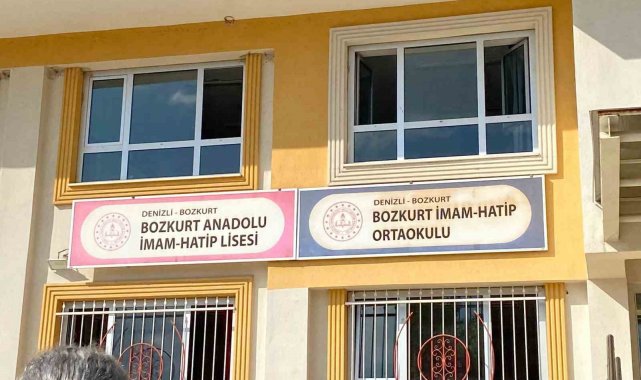 DENİZLİ - BOZKURT
BOZKURT ANADOLU
İMAM-HATİP LİSESİ
DENİZLİ - BOZKURT
BOZKURT İMAM-HATİP
ORTAOKULU